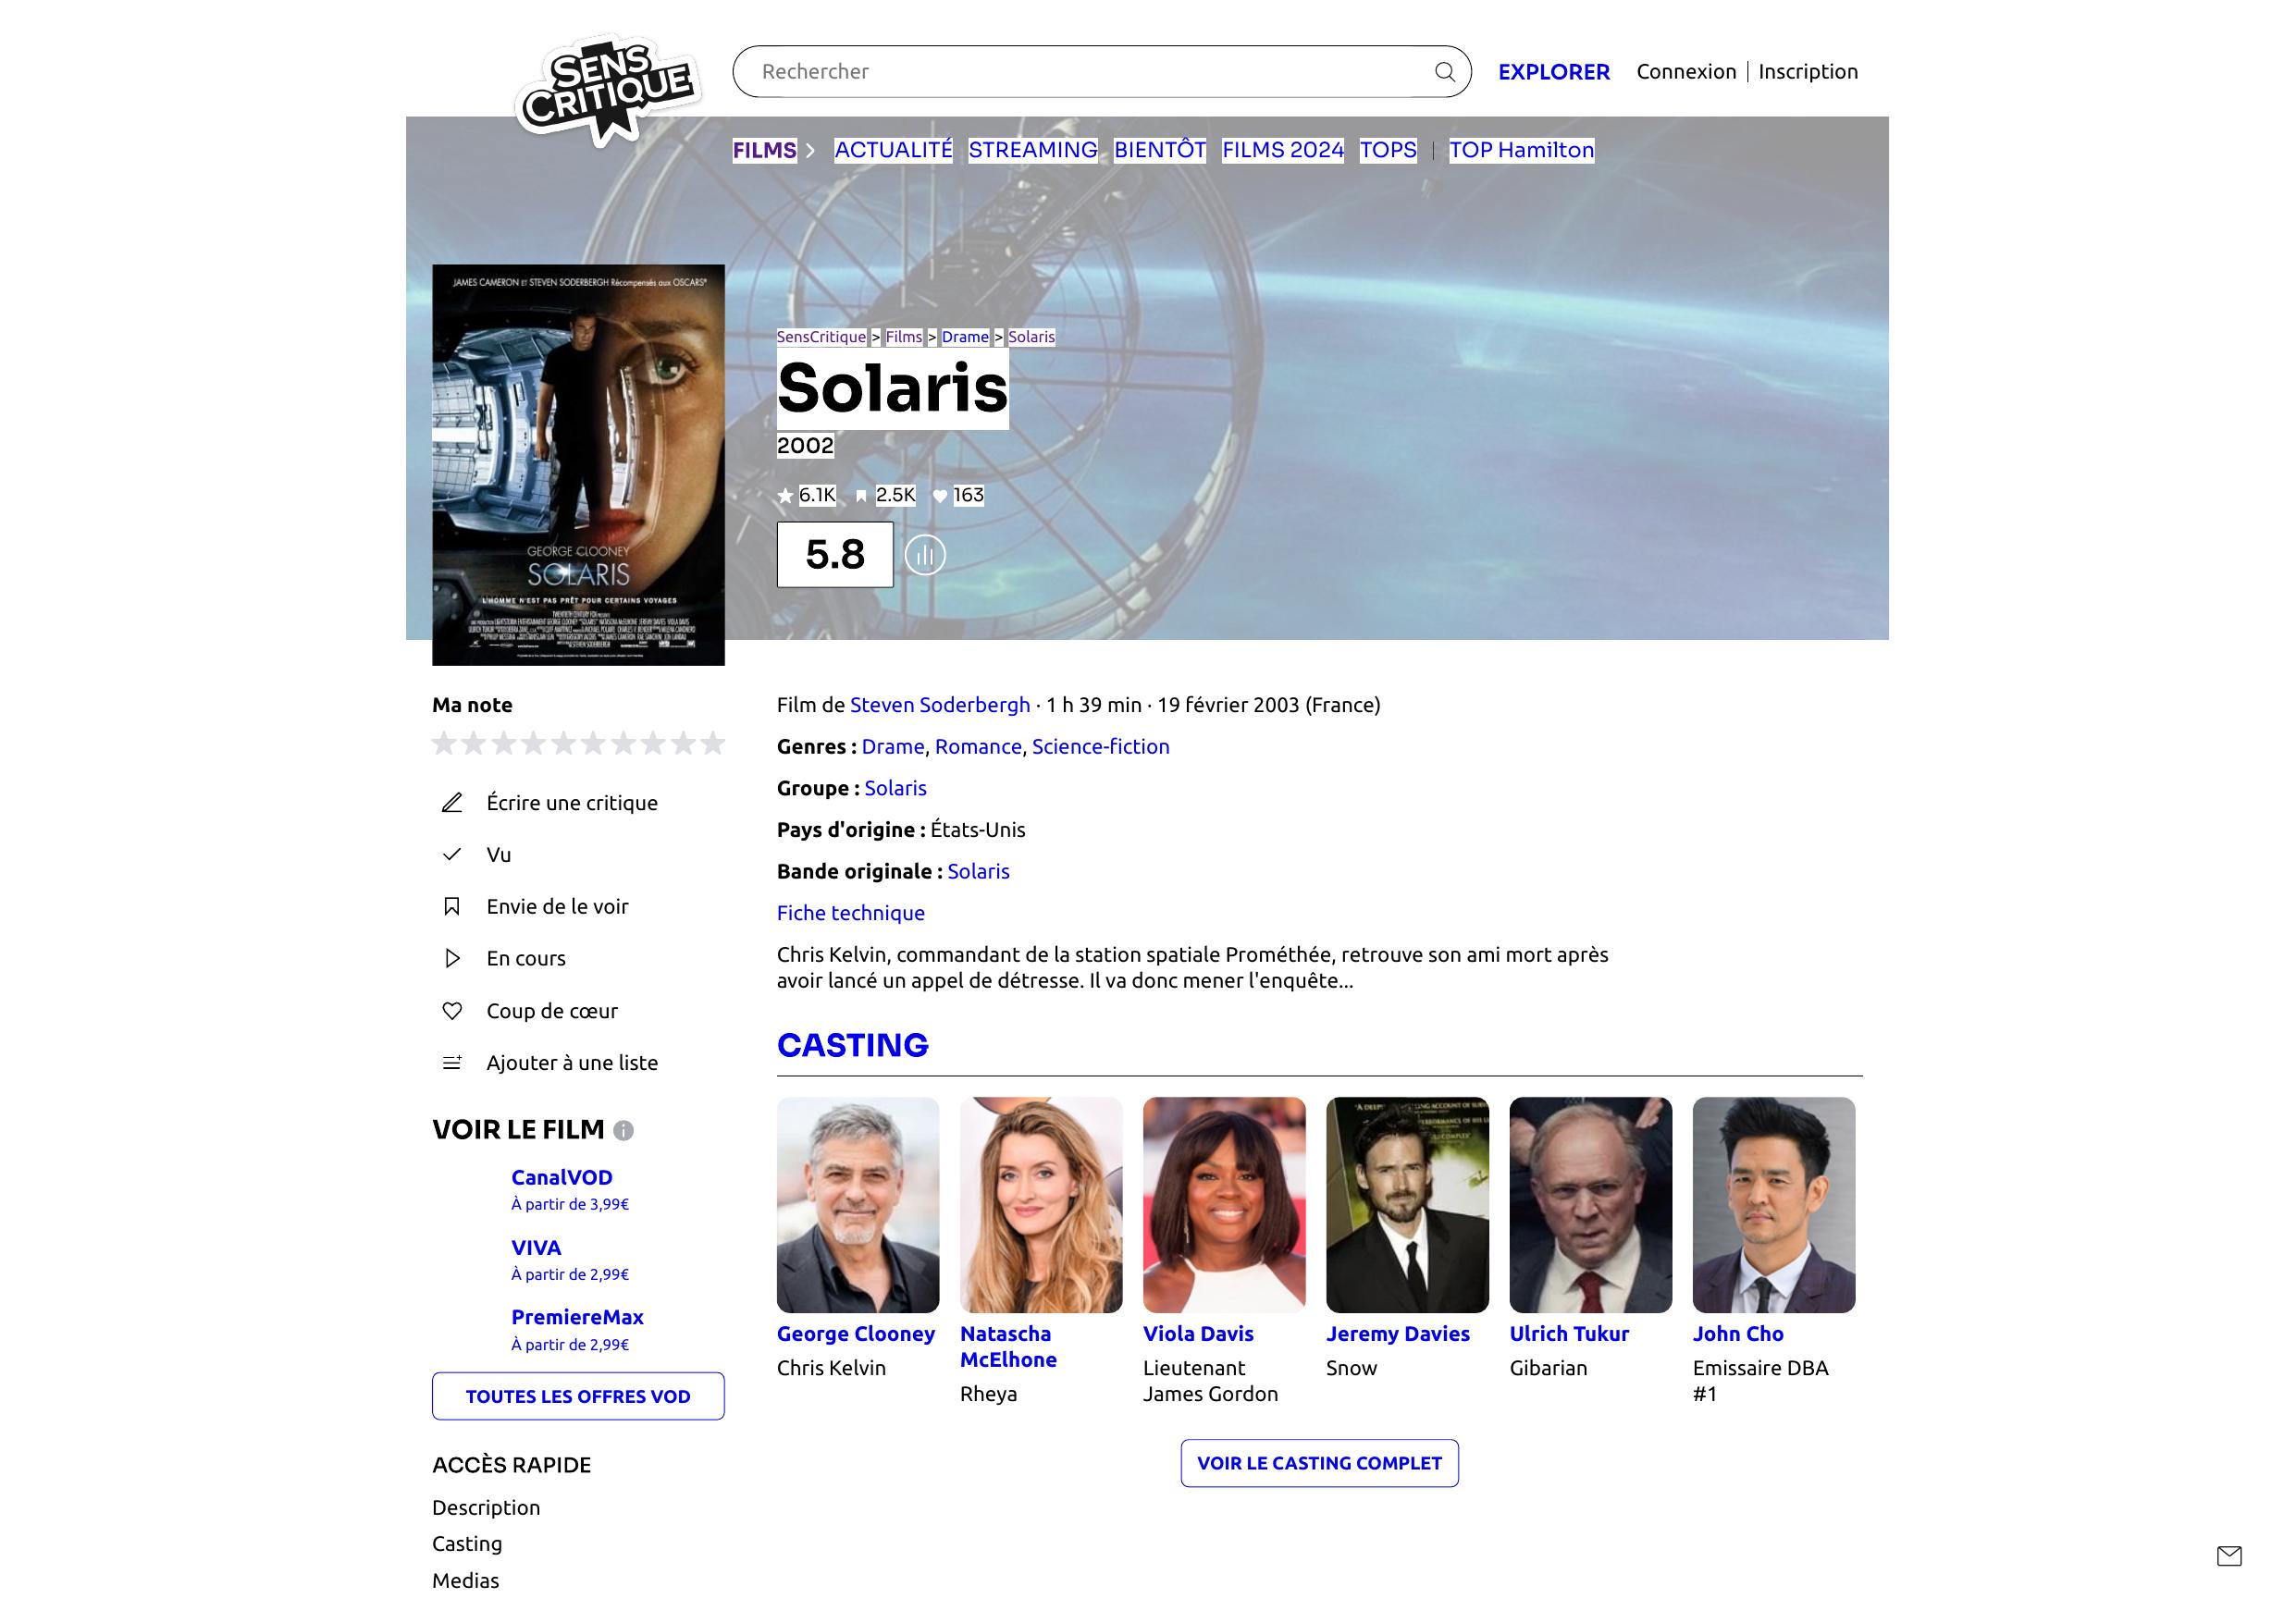 SENS CRITIQUE
Rechercher
EXPLORER
Connexion | Inscription
FILMS
ACTUALITÉ
STREAMING
BIENTÔT
FILMS 2024
TOPS
TOP Hamilton
JAMES CAMERON ET STEVEN SODERBERGH Récompensés aux OSCARS
GEORGE CLOONEY
SOLARIS
L'HOMME N'EST PAS PRÊT POUR CERTAINS VOYAGES
SensCritique > Films > Drame > Solaris
Solaris
2002
6.1K
2.5K
163
5.8
Ma note
Écrire une critique
Vu
Envie de le voir
En cours
Coup de cœur
Ajouter à une liste
VOIR LE FILM
CanalVOD
À partir de 3,99€
VIVA
À partir de 2,99€
PremiereMax
À partir de 2,99€
TOUTES LES OFFRES VOD
ACCÈS RAPIDE
Description
Casting
Medias
Film de Steven Soderbergh · 1 h 39 min · 19 février 2003 (France)
Genres : Drame, Romance, Science-fiction
Groupe : Solaris
Pays d'origine : États-Unis
Bande originale : Solaris
Fiche technique
Chris Kelvin, commandant de la station spatiale Prométhée, retrouve son ami mort après
avoir lancé un appel de détresse. Il va donc mener l'enquête...
CASTING
George Clooney
Chris Kelvin
Natascha
McElhone
Rheya
Viola Davis
Lieutenant
James Gordon
Jeremy Davies
Snow
Ulrich Tukur
Gibarian
John Cho
Emissaire DBA
#1
VOIR LE CASTING COMPLET